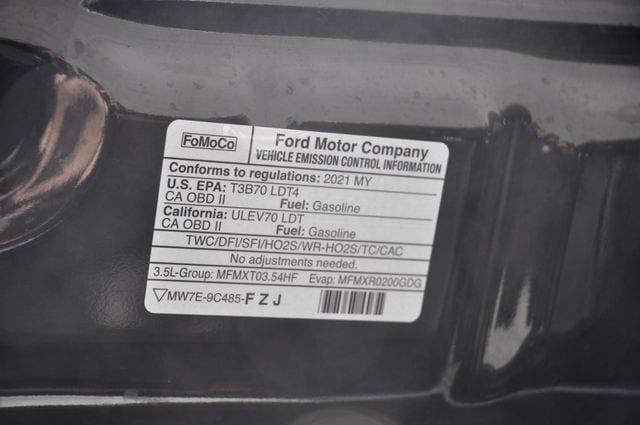 FoMoCo
Ford Motor Company
VEHICLE EMISSION CONTROL INFORMATION
Conforms to regulations: 2021 MY
U.S. EPA: T3B70 LDT4
CA OBD II Fuel: Gasoline
California: ULEV70 LDT
CA OBD II Fuel: Gasoline
TWC/DFI/SFI/HO2S/WR-HO2S/TC/CAC
No adjustments needed.
3.5L-Group: MFMXT03.54HF Evap: MFMXR0200GDG
MW7E-9C485-FZJ